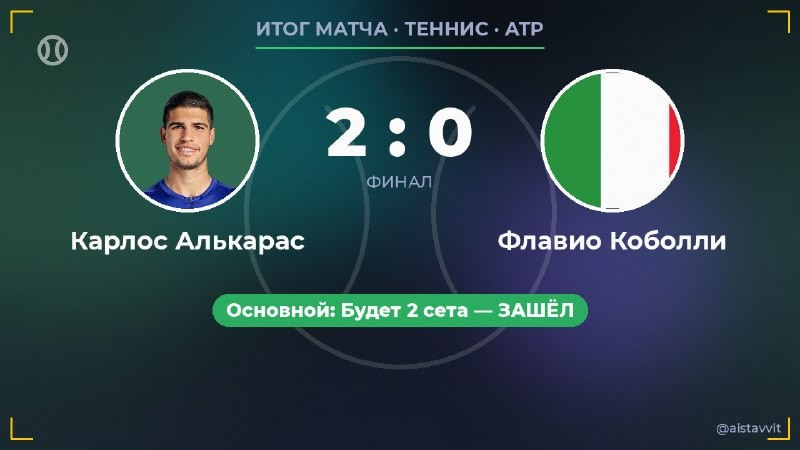 ИТОГ МАТЧА · ТЕННИС · ATP
2 : 0
ФИНАЛ
Карлос Алькарас
Флавио Коболли
Основной: Будет 2 сета — ЗАШЁЛ
@aistavvit